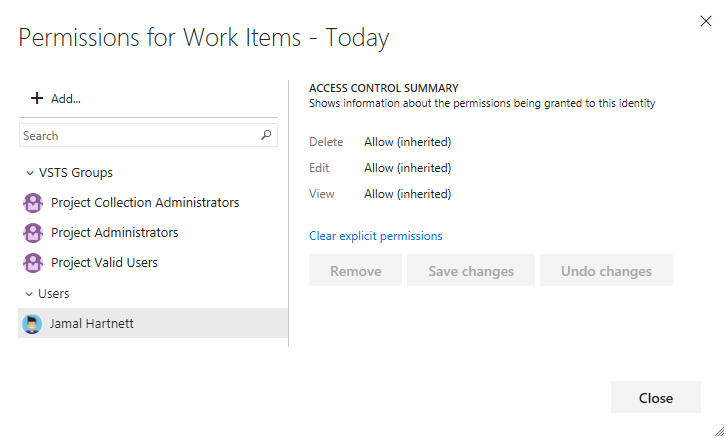 Permissions for Work Items - Today
Add...
Search
VSTS Groups
Project Collection Administrators
Project Administrators
Project Valid Users
Users
Jamal Hartnett
ACCESS CONTROL SUMMARY
Shows information about the permissions being granted to this identity
Delete Allow (inherited)
Edit Allow (inherited)
View Allow (inherited)
Clear explicit permissions
Remove Save changes Undo changes
Close